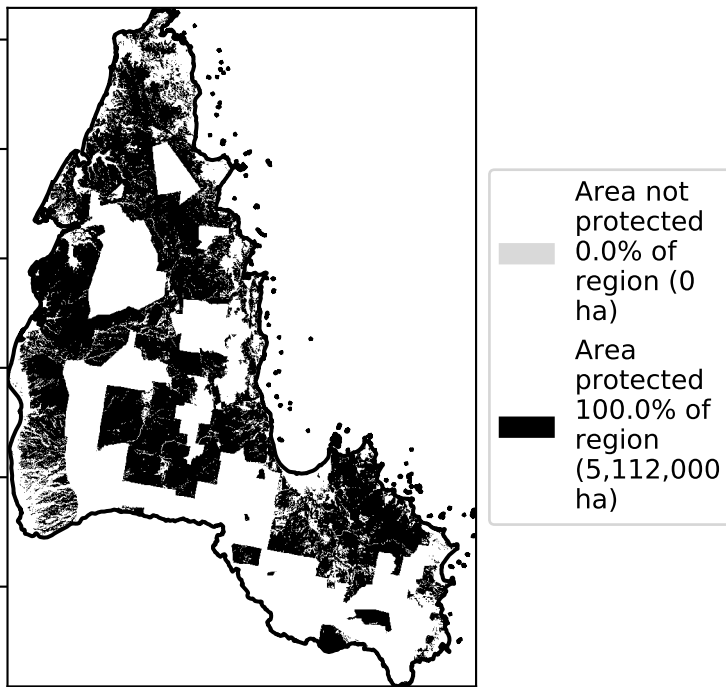 Area not
protected
0.0% of
region (0
ha)
Area
protected
100.0% of
region
(5,112,000
ha)